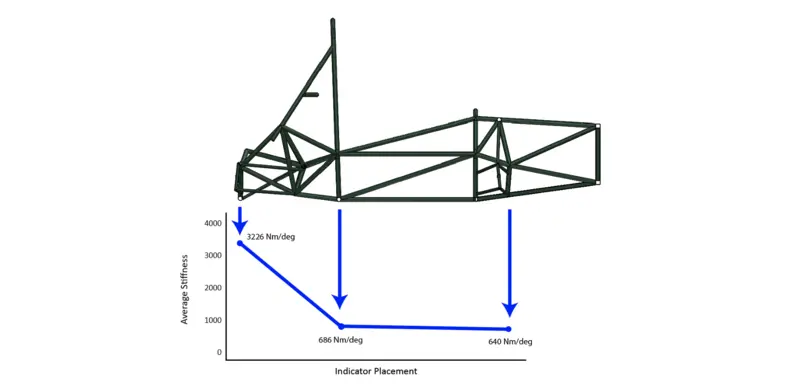 4000
3226 Nm/deg
3000
Average Stiffness
2000
1000
686 Nm/deg
640 Nm/deg
0
Indicator Placement